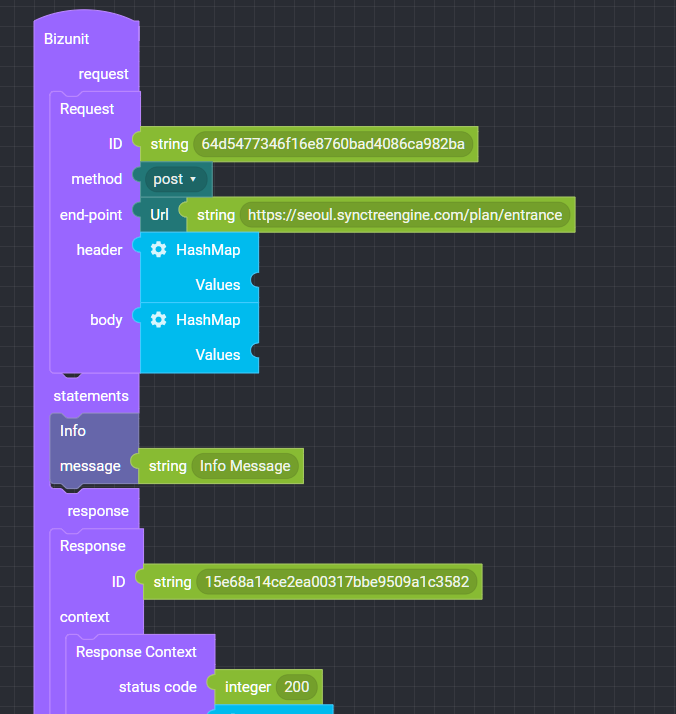 Bizunit
request
Request
ID string 64d5477346f16e8760bad4086ca982ba
method post
end-point Url string https://seoul.synctreengine.com/plan/entrance
header HashMap
Values
body HashMap
Values
statements
Info
message string Info Message
response
Response
ID string 15e68a14ce2ea00317bbe9509a1c3582
context
Response Context
status code integer 200